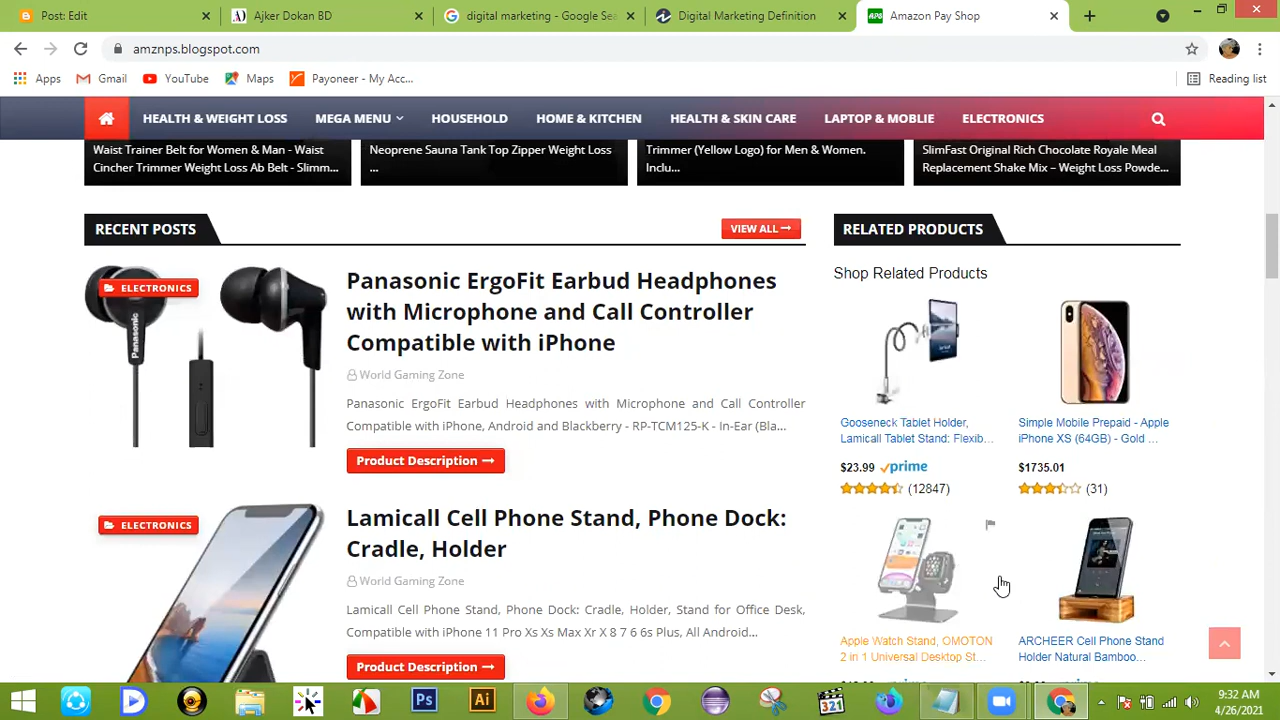 Post: Edit
Ajker Dokan BD
digital marketing - Google Sea
Digital Marketing Definition
APS
Amazon Pay Shop
amznps.blogspot.com
Apps
Gmail
YouTube
Maps
Payoneer - My Acc...
Reading list
HEALTH & WEIGHT LOSS
MEGA MENU
HOUSEHOLD
HOME & KITCHEN
HEALTH & SKIN CARE
LAPTOP & MOBLIE
ELECTRONICS
Waist Trainer Belt for Women & Man - Waist
Cincher Trimmer Weight Loss Ab Belt - Slimm...
Neoprene Sauna Tank Top Zipper Weight Loss
...
Trimmer (Yellow Logo) for Men & Women.
Inclu...
SlimFast Original Rich Chocolate Royale Meal
Replacement Shake Mix – Weight Loss Powde...
RECENT POSTS
VIEW ALL
ELECTRONICS
Panasonic
Panasonic ErgoFit Earbud Headphones
with Microphone and Call Controller
Compatible with iPhone
World Gaming Zone
Panasonic ErgoFit Earbud Headphones with Microphone and Call Controller
Compatible with iPhone, Android and Blackberry - RP-TCM125-K - In-Ear (Bla...
Product Description
ELECTRONICS
Lamicall Cell Phone Stand, Phone Dock:
Cradle, Holder
World Gaming Zone
Lamicall Cell Phone Stand, Phone Dock: Cradle, Holder, Stand for Office Desk,
Compatible with iPhone 11 Pro Xs Xs Max Xr X 8 7 6 6s Plus, All Android...
Product Description
RELATED PRODUCTS
Shop Related Products
Gooseneck Tablet Holder,
Lamicall Tablet Stand: Flexib...
$23.99 prime
(12847)
Simple Mobile Prepaid - Apple
iPhone XS (64GB) - Gold ...
$1735.01
(31)
Apple Watch Stand, OMOTON
2 in 1 Universal Desktop St...
ARCHEER Cell Phone Stand
Holder Natural Bamboo...
Ps
Ai
321
9:32 AM
4/26/2021